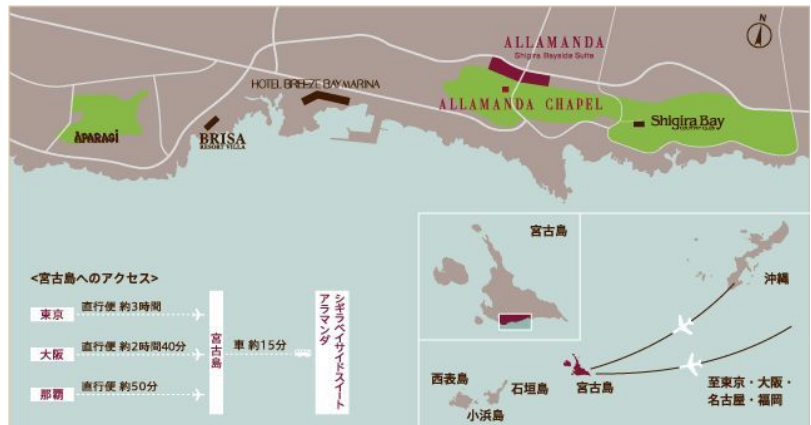 N
ALLAMANDA
Shigira Bayside Suite
HOTEL BREEZE BAY MARINA
ALLAMANDA CHAPEL
APARAGI
BRISA
RESORT VILLA
Shigira Bay
宮古島
沖縄
<宮古島へのアクセス>
東京
直行便 約3時間
大阪
直行便 約2時間40分
那覇
直行便 約50分
宮古島
車 約15分
シギラベイサイドスイート
アラマンダ
西表島
小浜島
石垣島
宮古島
至東京・大阪・
名古屋・福岡